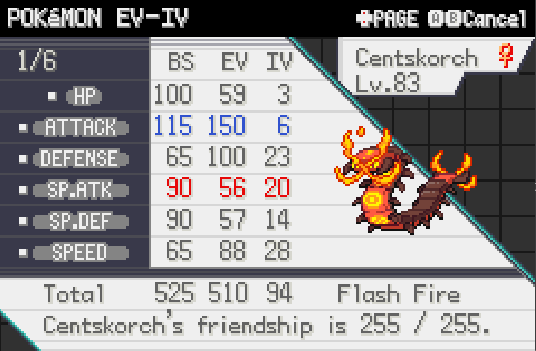 POKéMON EV-IV ✚PAGE ⒶⒷCancel
1/6 BS EV IV Centskorch ♀
Lv.83
HP 100 59 3
ATTACK 115 150 6
DEFENSE 65 100 23
SP.ATK 90 56 20
SP.DEF 90 57 14
SPEED 65 88 28
Total 525 510 94 Flash Fire
Centskorch's friendship is 255 / 255.